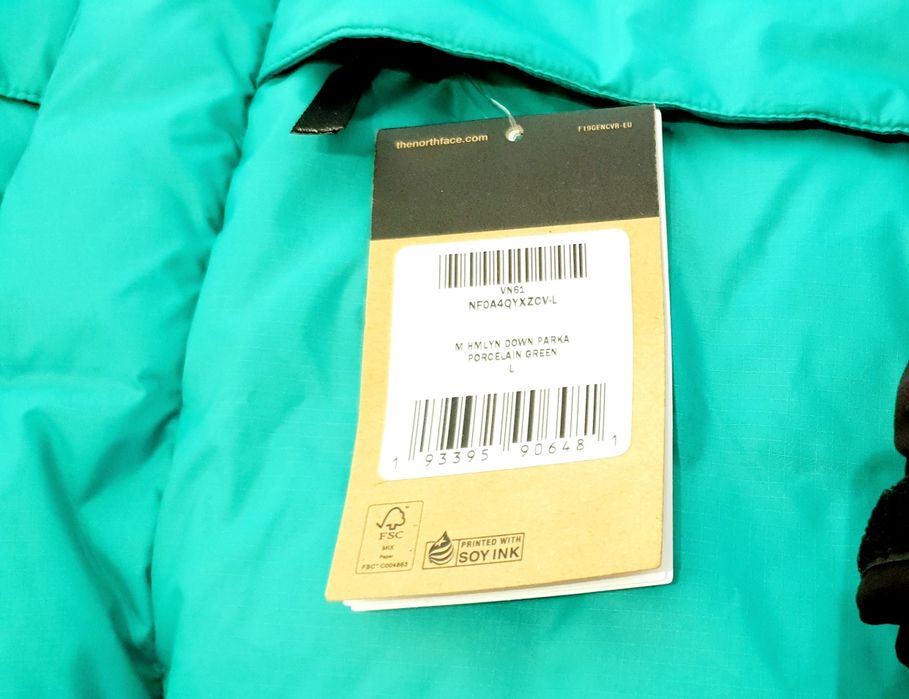 thenorthface.com
F19GENCVR-EU
VN61
NF0A4QYXZCV-L
M HMLYN DOWN PARKA
PORCELAIN GREEN
L
1 93395 90648 1
FSC
MIX
Paper
FSC® C004863
PRINTED WITH
SOY INK